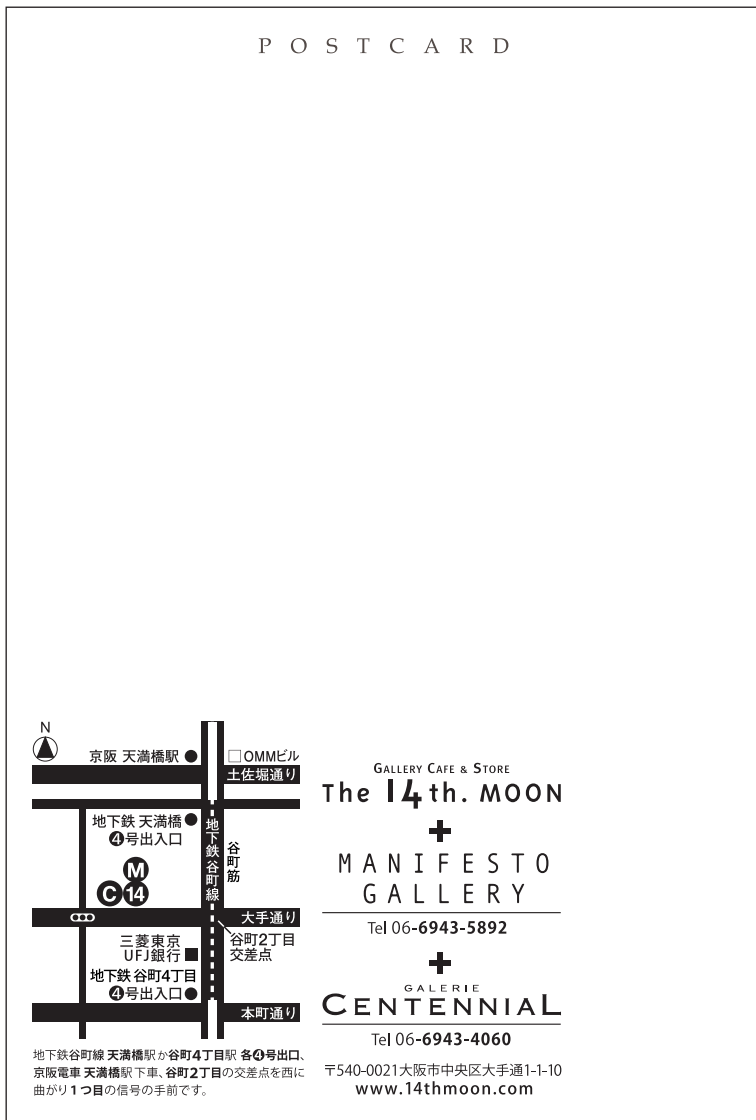 POSTCARD
N
京阪 天満橋駅 ●
□OMMビル
土佐堀通り
地下鉄 天満橋 ●
❹号出入口
地下鉄谷町線
谷町筋
M
C 14
大手通り
三菱東京
UFJ銀行 ■
谷町2丁目
交差点
地下鉄 谷町4丁目
❹号出入口●
本町通り
地下鉄谷町線 天満橋駅か谷町4丁目駅 各❹号出口、
京阪電車 天満橋駅下車、谷町2丁目の交差点を西に
曲がり1つ目の信号の手前です。
GALLERY CAFE & STORE
The 14th. MOON
+
MANIFESTO
GALLERY
Tel 06-6943-5892
+
GALERIE
CENTENNIAL
Tel 06-6943-4060
〒540-0021大阪市中央区大手通1-1-10
www.14thmoon.com